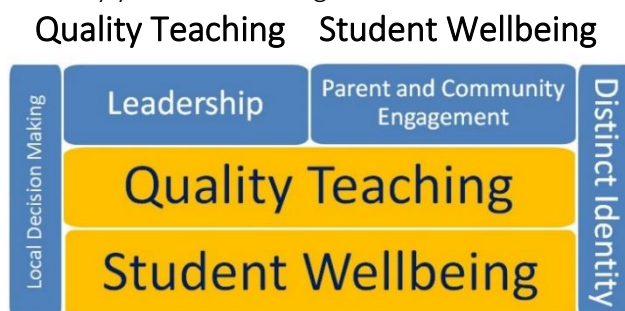 Quality Teaching Student Wellbeing
Local Decision Making
Leadership
Parent and Community
Engagement
Distinct Identity
Quality Teaching
Student Wellbeing